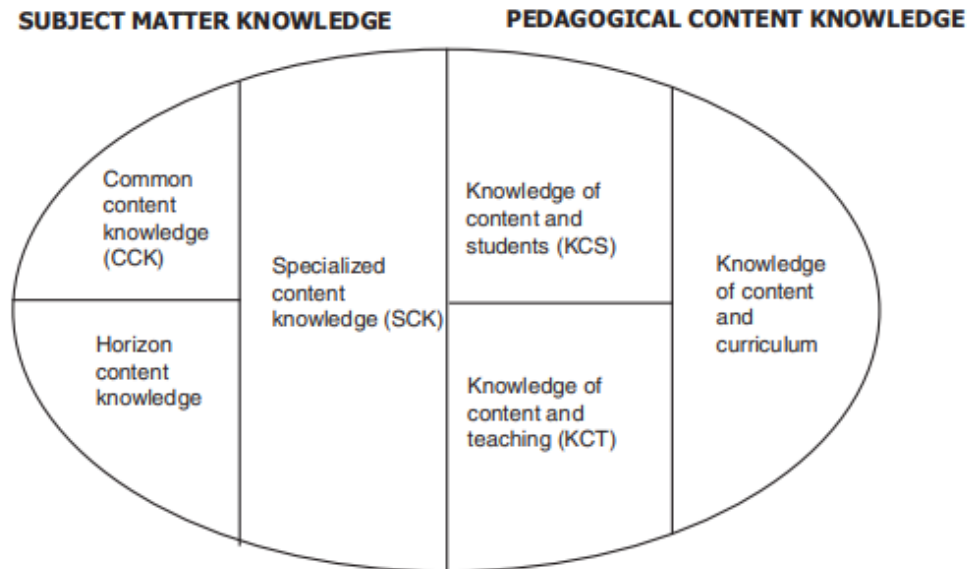 SUBJECT MATTER KNOWLEDGE
PEDAGOGICAL CONTENT KNOWLEDGE
Common
content
knowledge
(CCK)
Horizon
content
knowledge
Specialized
content
knowledge (SCK)
Knowledge of
content and
students (KCS)
Knowledge of
content and
teaching (KCT)
Knowledge
of content
and
curriculum